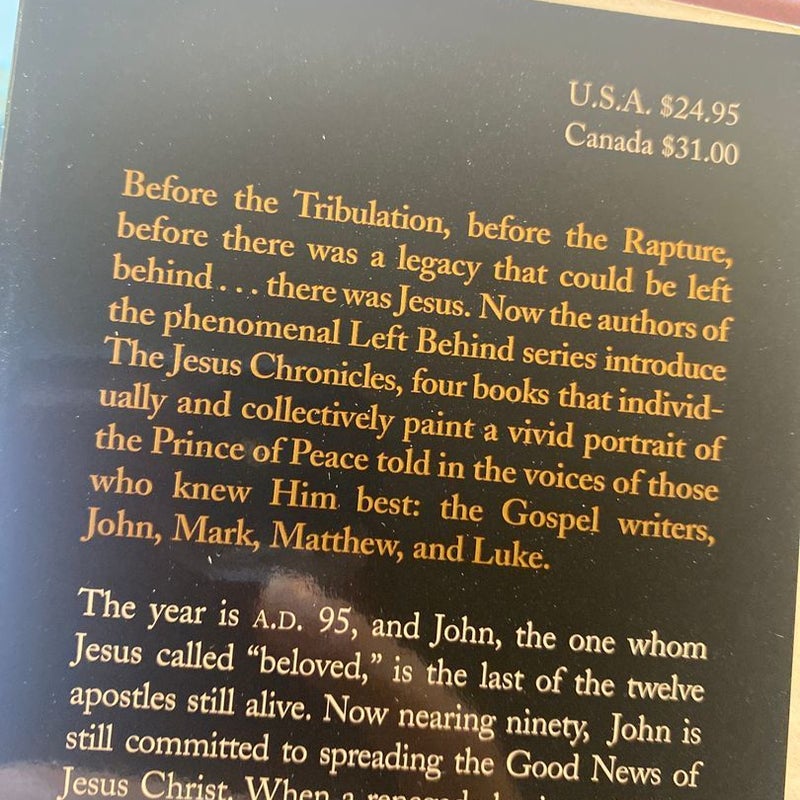 U.S.A. $24.95
Canada $31.00
Before the Tribulation, before the Rapture,
before there was a legacy that could be left
behind . . . there was Jesus. Now the authors of
the phenomenal Left Behind series introduce
The Jesus Chronicles, four books that individ-
ually and collectively paint a vivid portrait of
the Prince of Peace told in the voices of those
who knew Him best: the Gospel writers,
John, Mark, Matthew, and Luke.
The year is A.D. 95, and John, the one whom
Jesus called “beloved,” is the last of the twelve
apostles still alive. Now nearing ninety, John is
still committed to spreading the Good News of
Jesus Christ. When a